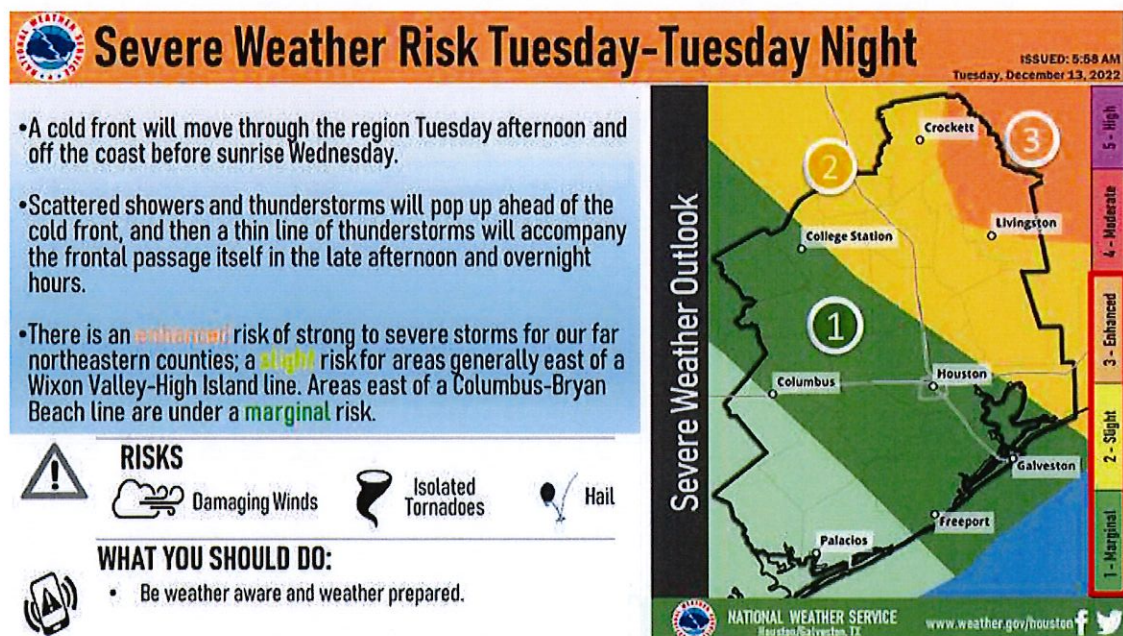 NATIONAL WEATHER SERVICE
Severe Weather Risk Tuesday-Tuesday Night
ISSUED: 5:58 AM
Tuesday, December 13, 2022
•A cold front will move through the region Tuesday afternoon and
off the coast before sunrise Wednesday.
•Scattered showers and thunderstorms will pop up ahead of the
cold front, and then a thin line of thunderstorms will accompany
the frontal passage itself in the late afternoon and overnight
hours.
•There is an enhanced risk of strong to severe storms for our far
northeastern counties; a slight risk for areas generally east of a
Wixon Valley-High Island line. Areas east of a Columbus-Bryan
Beach line are under a marginal risk.
RISKS
Damaging Winds
Isolated
Tornadoes
Hail
WHAT YOU SHOULD DO:
• Be weather aware and weather prepared.
Severe Weather Outlook
Crockett
3
2
Livingston
College Station
1
Columbus
Houston
Galveston
Freeport
Palacios
5 - High
4 - Moderate
3 - Enhanced
2 - Slight
1 - Marginal
NATIONAL WEATHER SERVICE
Houston/Galveston, TX
www.weather.gov/houston